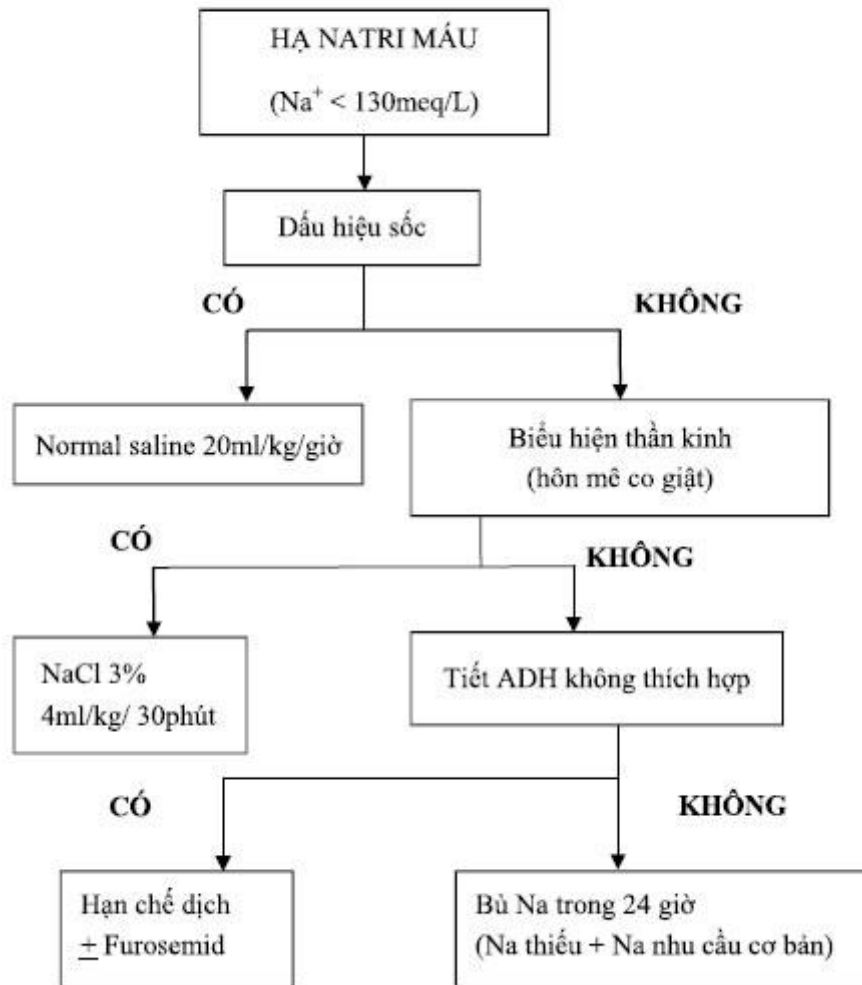 HẠ NATRI MÁU
(Na⁺ < 130meq/L)
Dấu hiệu sốc
CÓ
KHÔNG
Normal saline 20ml/kg/giờ
Biểu hiện thần kinh
(hôn mê co giật)
CÓ
KHÔNG
NaCl 3%
4ml/kg/ 30phút
Tiết ADH không thích hợp
CÓ
KHÔNG
Hạn chế dịch
± Furosemid
Bù Na trong 24 giờ
(Na thiếu + Na nhu cầu cơ bản)